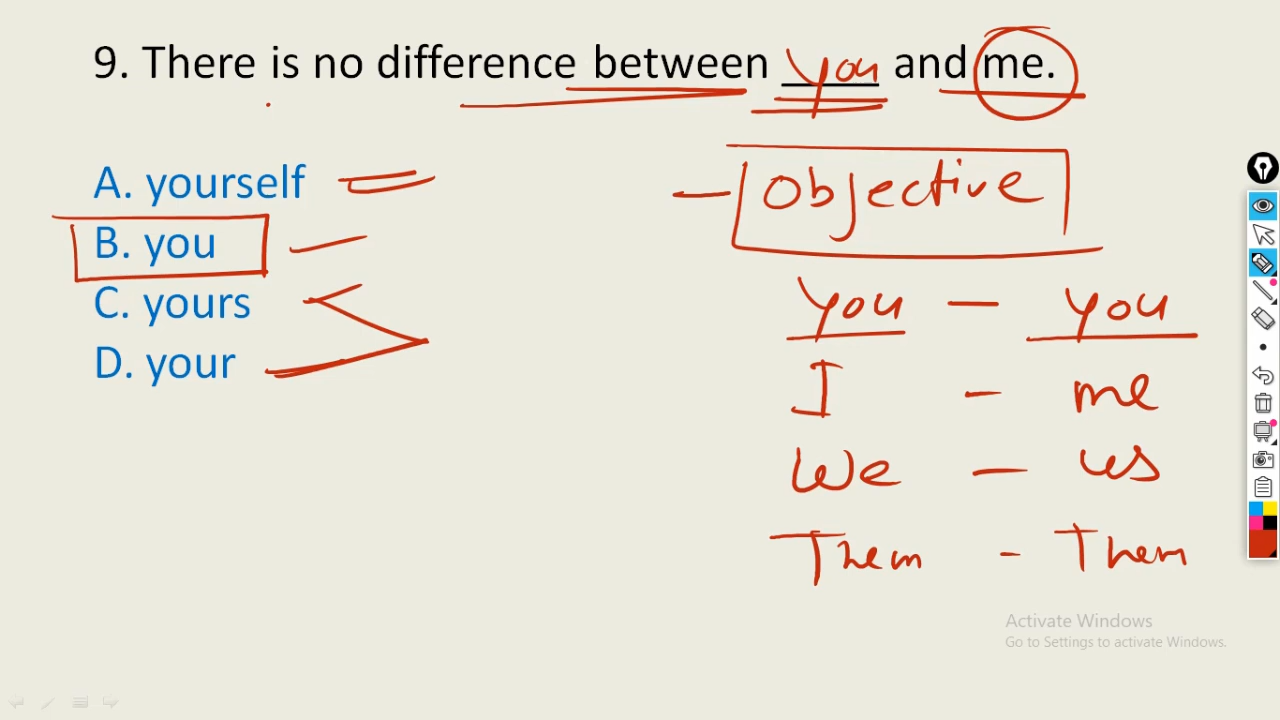 9. There is no difference between you and me.
A. yourself
B. you
C. yours
D. your
Objective
you – you
I – me
We – us
Them – Them
Activate Windows
Go to Settings to activate Windows.